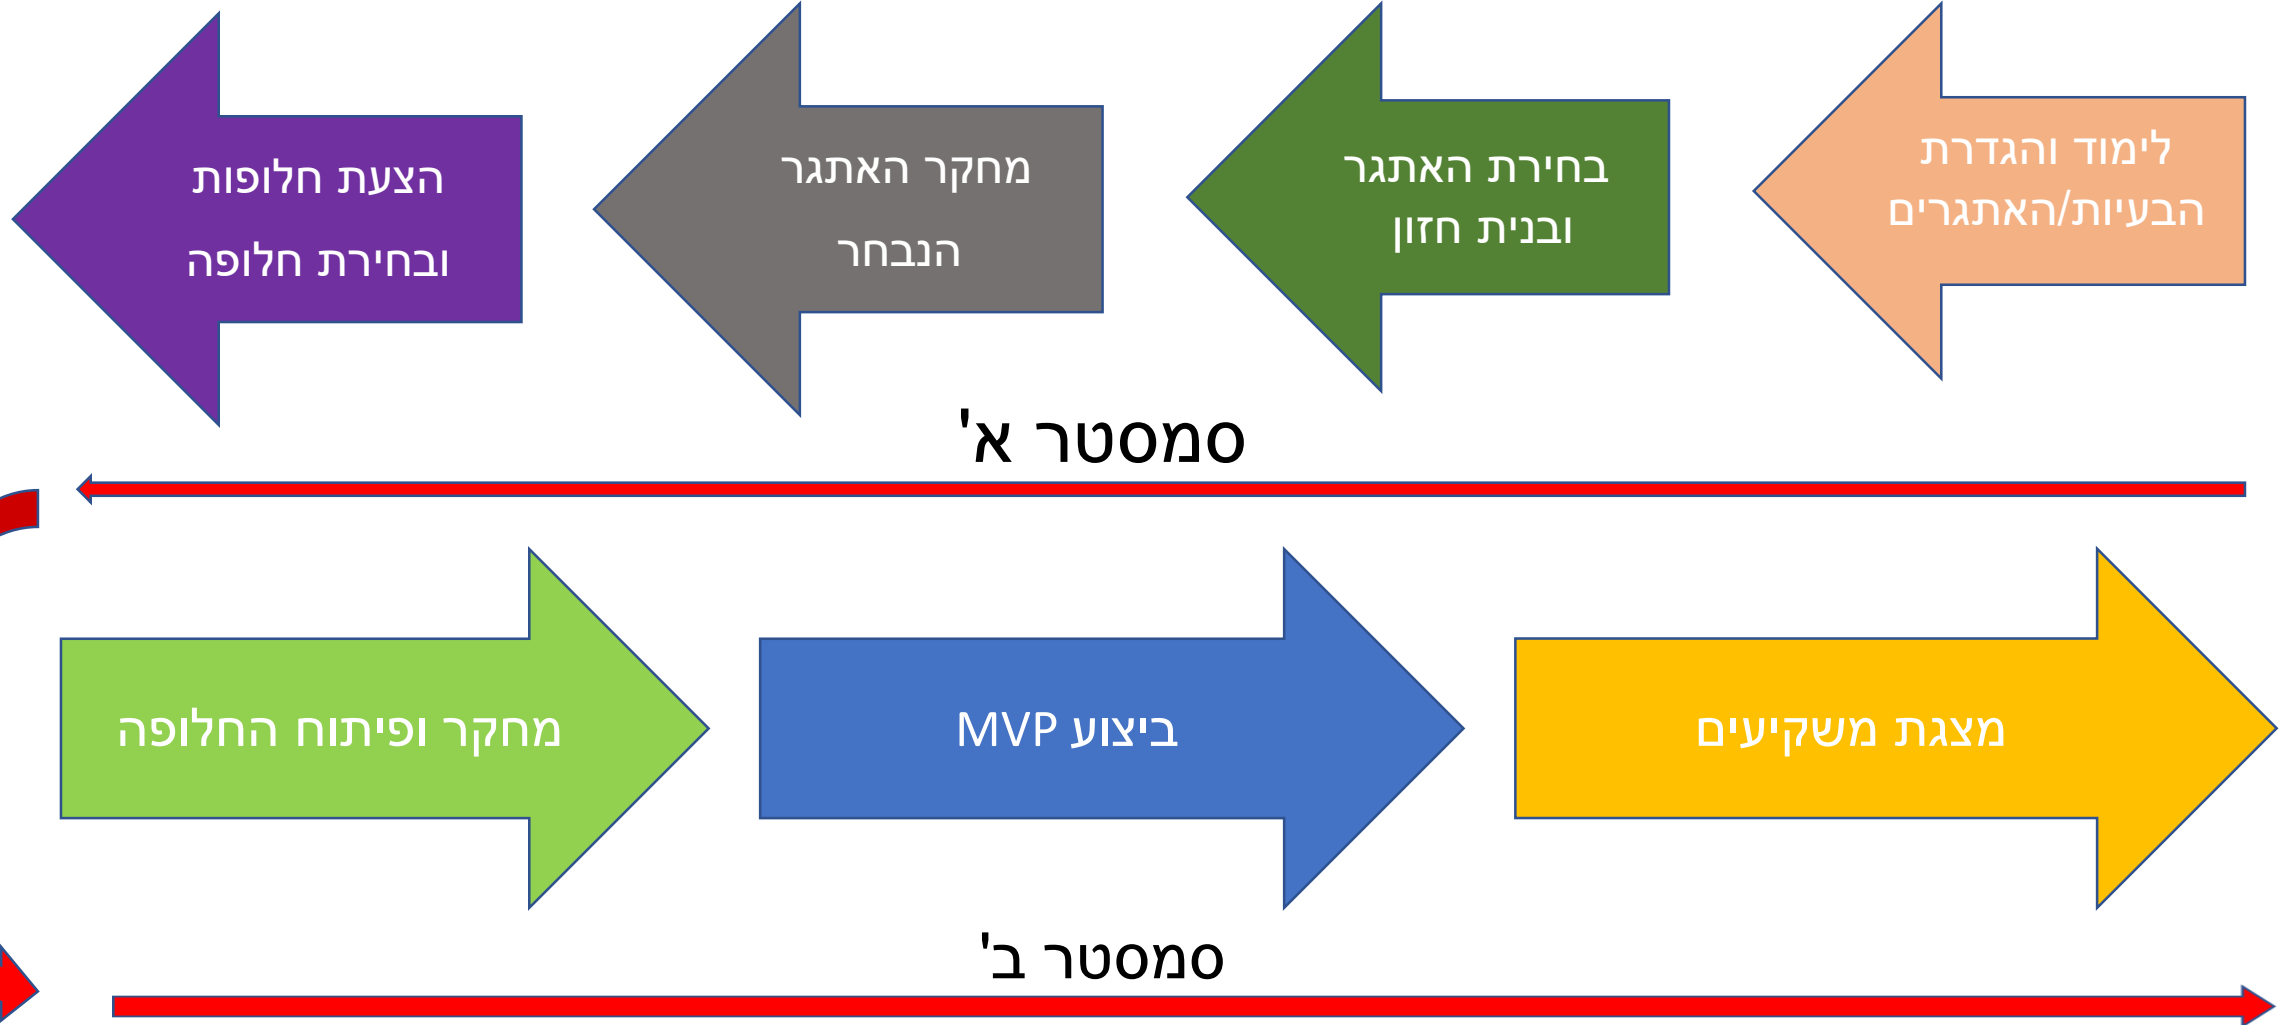 לימוד והגדרת
הבעיות/האתגרים
בחירת האתגר
ובנית חזון
מחקר האתגר
הנבחר
הצעת חלופות
ובחירת חלופה
סמסטר א'
מחקר ופיתוח החלופה
ביצוע MVP
מצגת משקיעים
סמסטר ב'